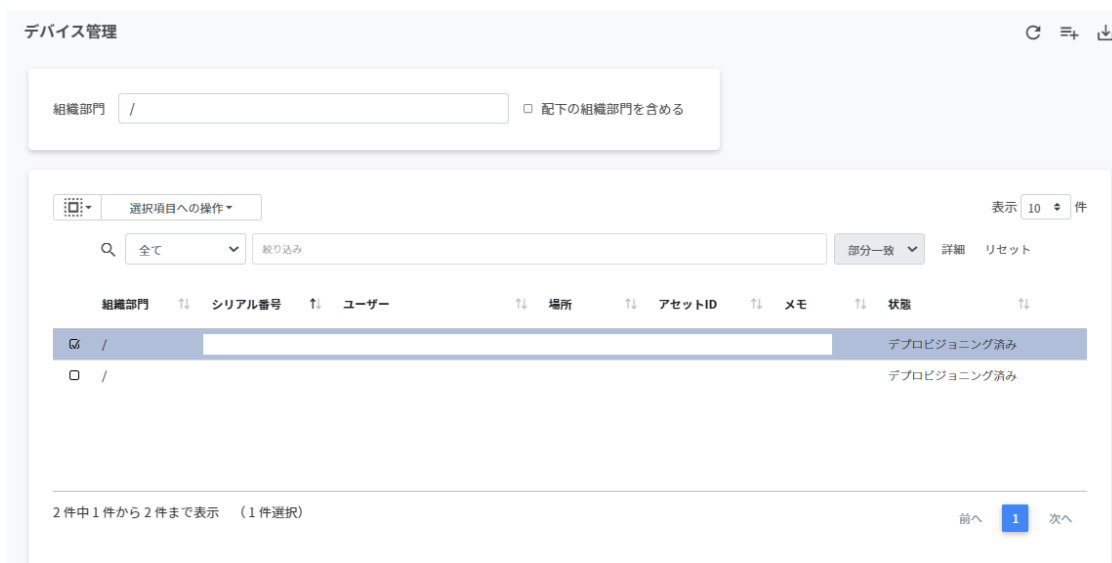 デバイス管理
組織部門 / 配下の組織部門を含める
選択項目への操作 表示 10 件
全て 絞り込み 部分一致 詳細 リセット
組織部門 シリアル番号 ユーザー 場所 アセットID メモ 状態
/ デプロビジョニング済み
/ デプロビジョニング済み
2 件中 1 件から 2 件まで表示 (1 件選択)
前へ 1 次へ